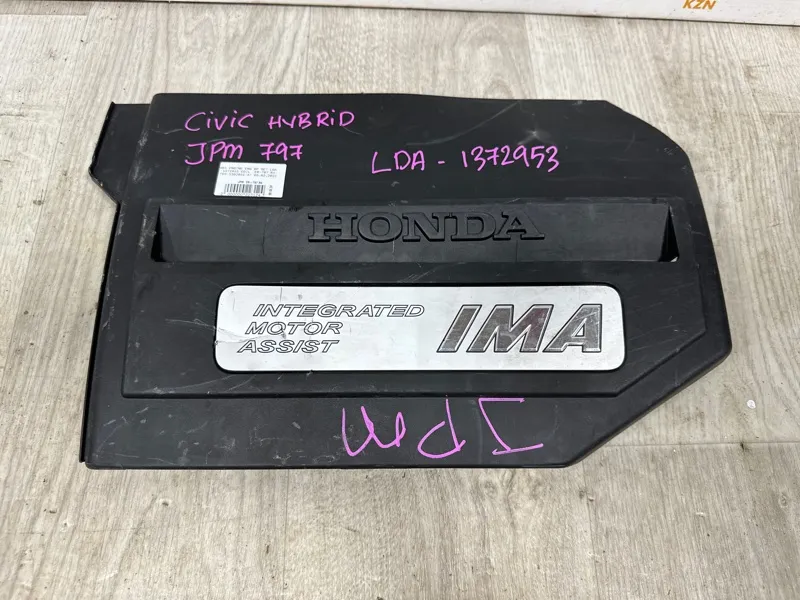 KZN
CIVIC HYBRID
JPM 797
LDA - 1372953
HONDA
INTEGRATED
MOTOR
ASSIST
IMA
JPM